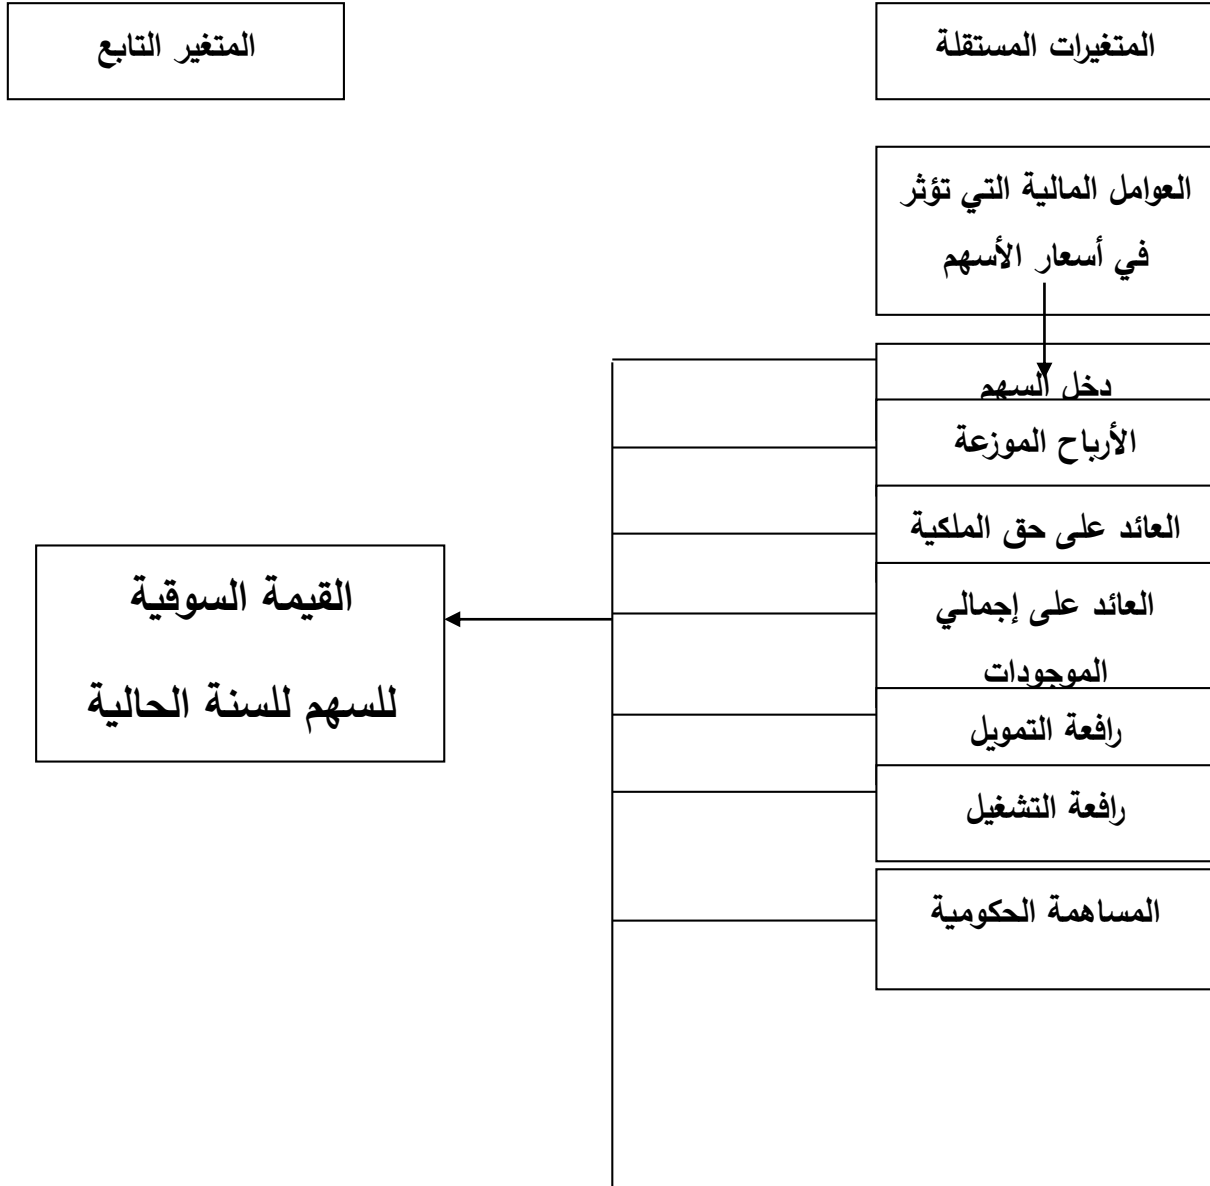 المتغيرات المستقلة
المتغير التابع
العوامل المالية التي تؤثر
في أسعار الأسهم
دخل السهم
الأرباح الموزعة
العائد على حق الملكية
العائد على إجمالي
الموجودات
رافعة التمويل
رافعة التشغيل
المساهمة الحكومية
القيمة السوقية
للسهم للسنة الحالية